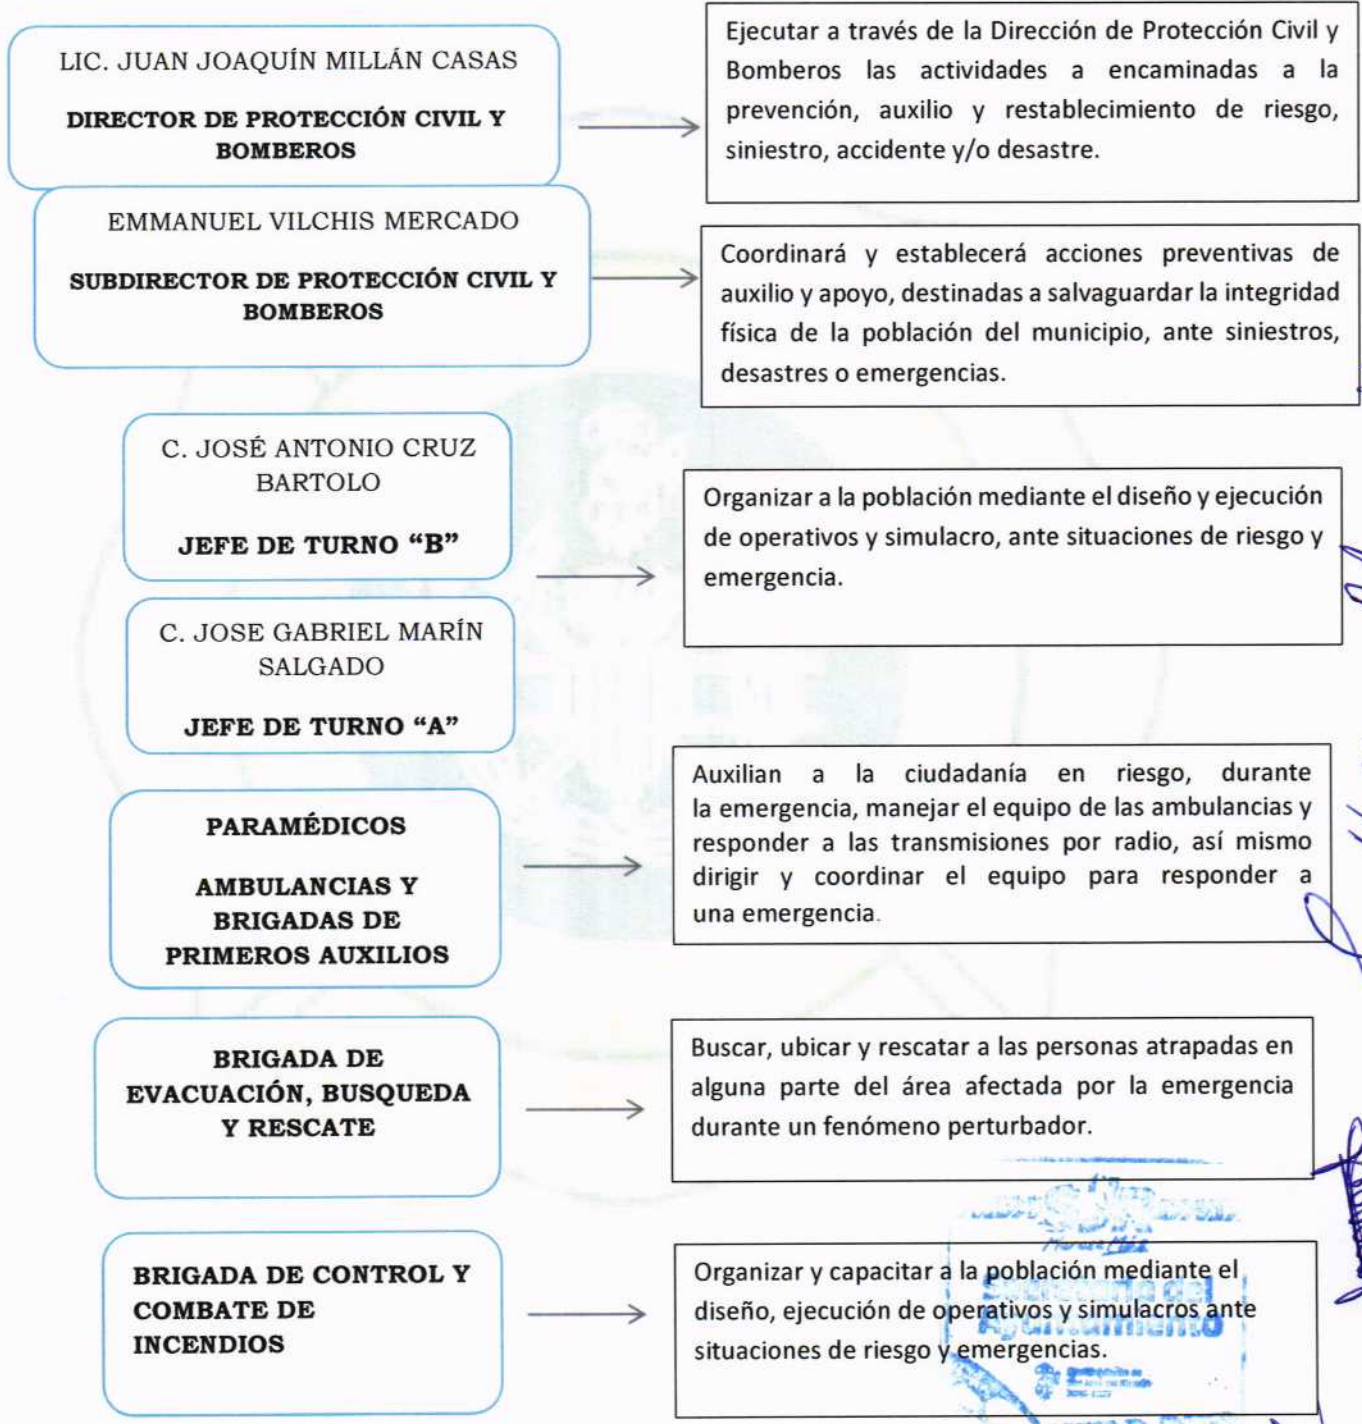 LIC. JUAN JOAQUÍN MILLÁN CASAS
DIRECTOR DE PROTECCIÓN CIVIL Y
BOMBEROS
Ejecutar a través de la Dirección de Protección Civil y
Bomberos las actividades a encaminadas a la
prevención, auxilio y restablecimiento de riesgo,
siniestro, accidente y/o desastre.
EMMANUEL VILCHIS MERCADO
SUBDIRECTOR DE PROTECCIÓN CIVIL Y
BOMBEROS
Coordinará y establecerá acciones preventivas de
auxilio y apoyo, destinadas a salvaguardar la integridad
física de la población del municipio, ante siniestros,
desastres o emergencias.
C. JOSÉ ANTONIO CRUZ
BARTOLO
JEFE DE TURNO “B”
C. JOSE GABRIEL MARÍN
SALGADO
JEFE DE TURNO “A”
Organizar a la población mediante el diseño y ejecución
de operativos y simulacro, ante situaciones de riesgo y
emergencia.
PARAMÉDICOS
AMBULANCIAS Y
BRIGADAS DE
PRIMEROS AUXILIOS
Auxilian a la ciudadanía en riesgo, durante
la emergencia, manejar el equipo de las ambulancias y
responder a las transmisiones por radio, así mismo
dirigir y coordinar el equipo para responder a
una emergencia.
BRIGADA DE
EVACUACIÓN, BUSQUEDA
Y RESCATE
Buscar, ubicar y rescatar a las personas atrapadas en
alguna parte del área afectada por la emergencia
durante un fenómeno perturbador.
BRIGADA DE CONTROL Y
COMBATE DE
INCENDIOS
Organizar y capacitar a la población mediante el
diseño, ejecución de operativos y simulacros ante
situaciones de riesgo y emergencias.
Secretaría del
Ayuntamiento